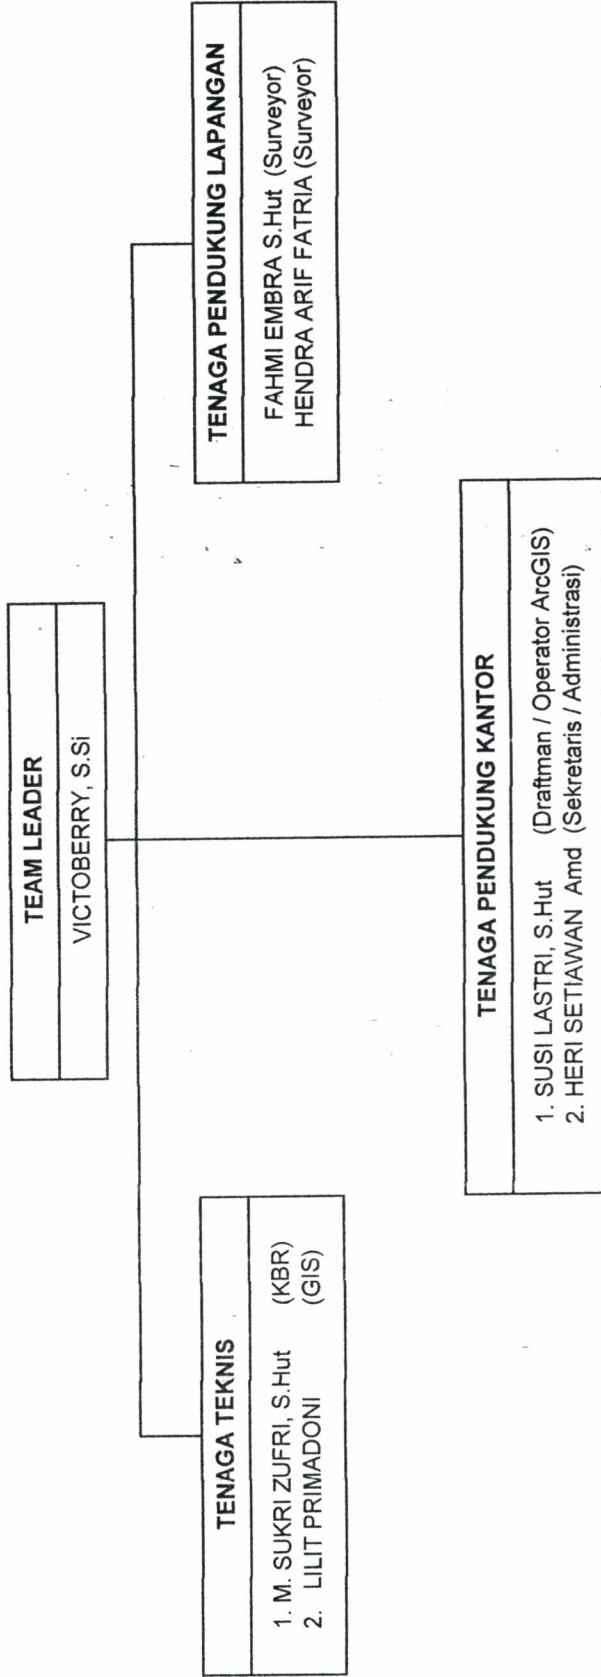 TEAM LEADER
VICTOBERRY, S.Si
TENAGA TEKNIS
1. M. SUKRI ZUFRI, S.Hut (KBR)
2. LILIT PRIMADONI (GIS)
TENAGA PENDUKUNG LAPANGAN
FAHMI EMBRA S.Hut (Surveyor)
HENDRA ARIF FATRIA (Surveyor)
TENAGA PENDUKUNG KANTOR
1. SUSI LASTRI, S.Hut (Draftman / Operator ArcGIS)
2. HERI SETIAWAN Amd (Sekretaris / Administrasi)